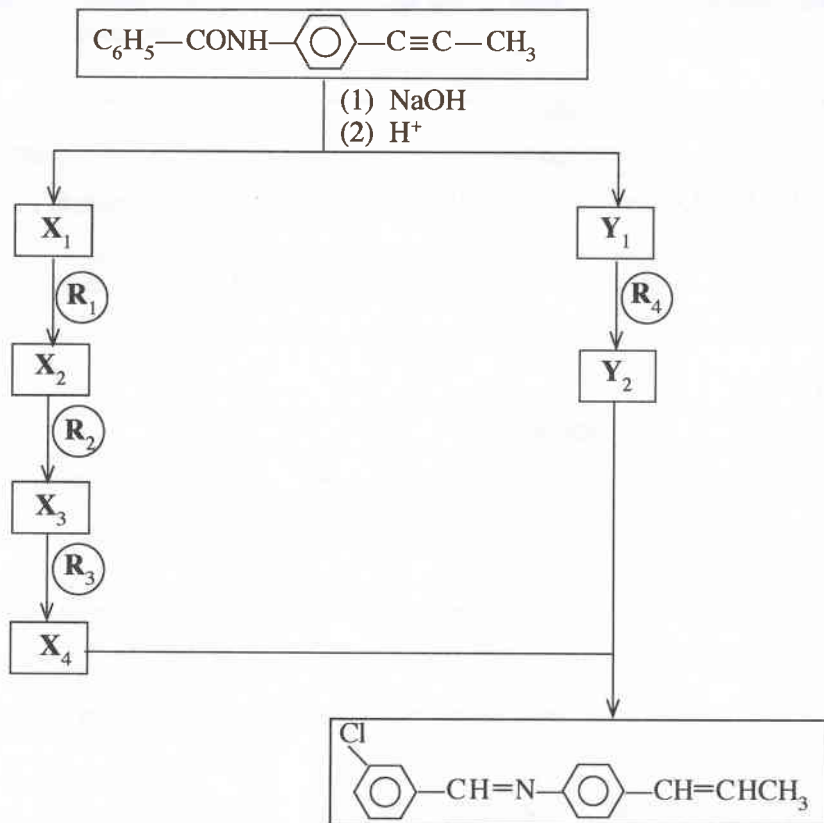 C₆H₅—CONH— —C≡C—CH₃
(1) NaOH
(2) H⁺
X₁ Y₁
R₁ R₄
X₂ Y₂
R₂
X₃
R₃
X₄
Cl
—CH=N— —CH=CHCH₃